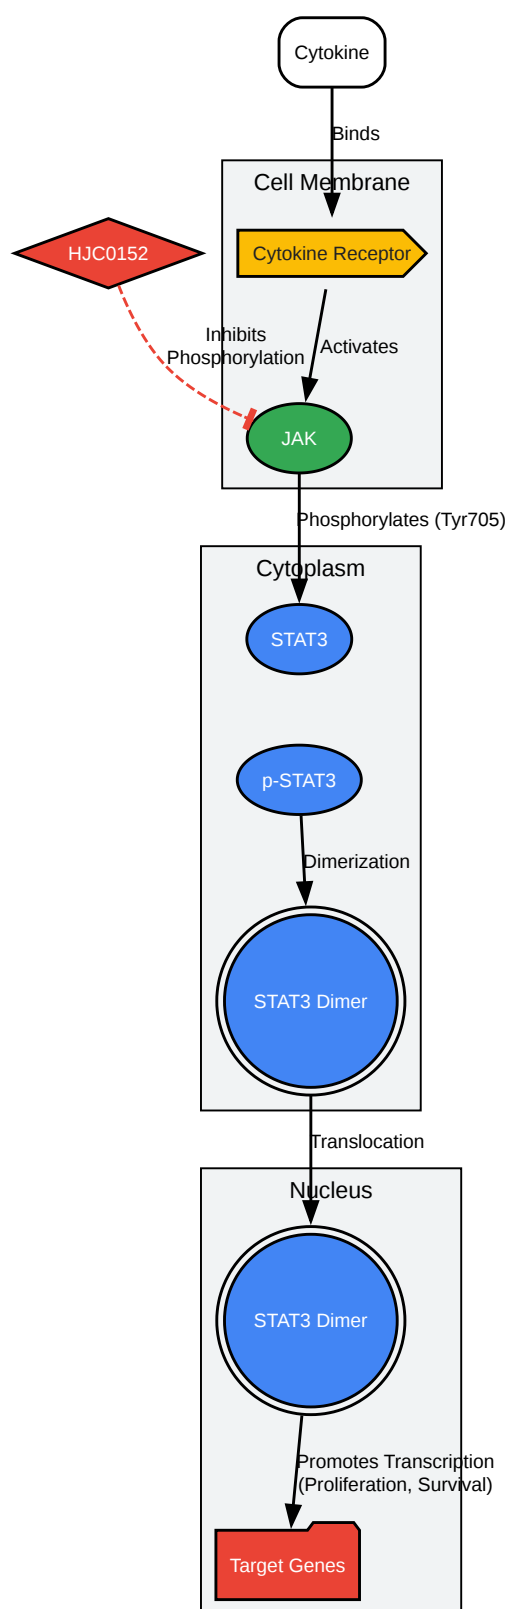 Cytokine
Binds
Cell Membrane
HJC0152
Cytokine Receptor
Inhibits
Phosphorylation
Activates
JAK
Phosphorylates (Tyr705)
Cytoplasm
STAT3
p-STAT3
Dimerization
STAT3 Dimer
Translocation
Nucleus
STAT3 Dimer
Promotes Transcription
(Proliferation, Survival)
Target Genes